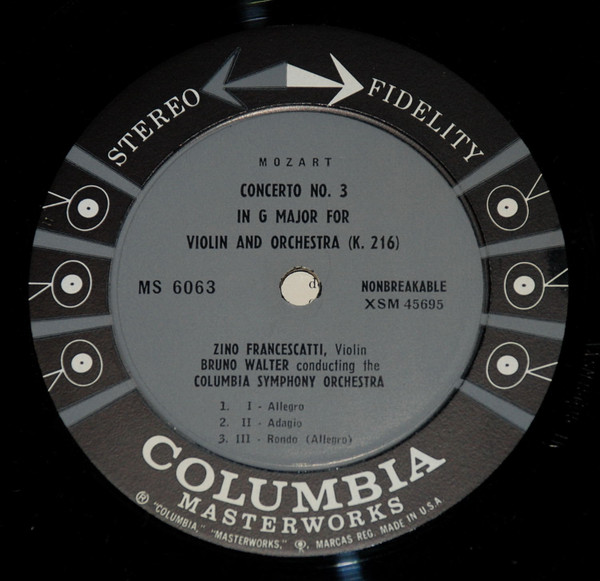 STEREO FIDELITY
MOZART
CONCERTO NO. 3
IN G MAJOR FOR
VIOLIN AND ORCHESTRA (K. 216)
MS 6063
NONBREAKABLE
XSM 45695
ZINO FRANCESCATTI, Violin
BRUNO WALTER conducting the
COLUMBIA SYMPHONY ORCHESTRA
1. I - Allegro
2. II - Adagio
3. III - Rondo (Allegro)
COLUMBIA
MASTERWORKS
"COLUMBIA," "MASTERWORKS," MARCAS REG. MADE IN U.S.A.